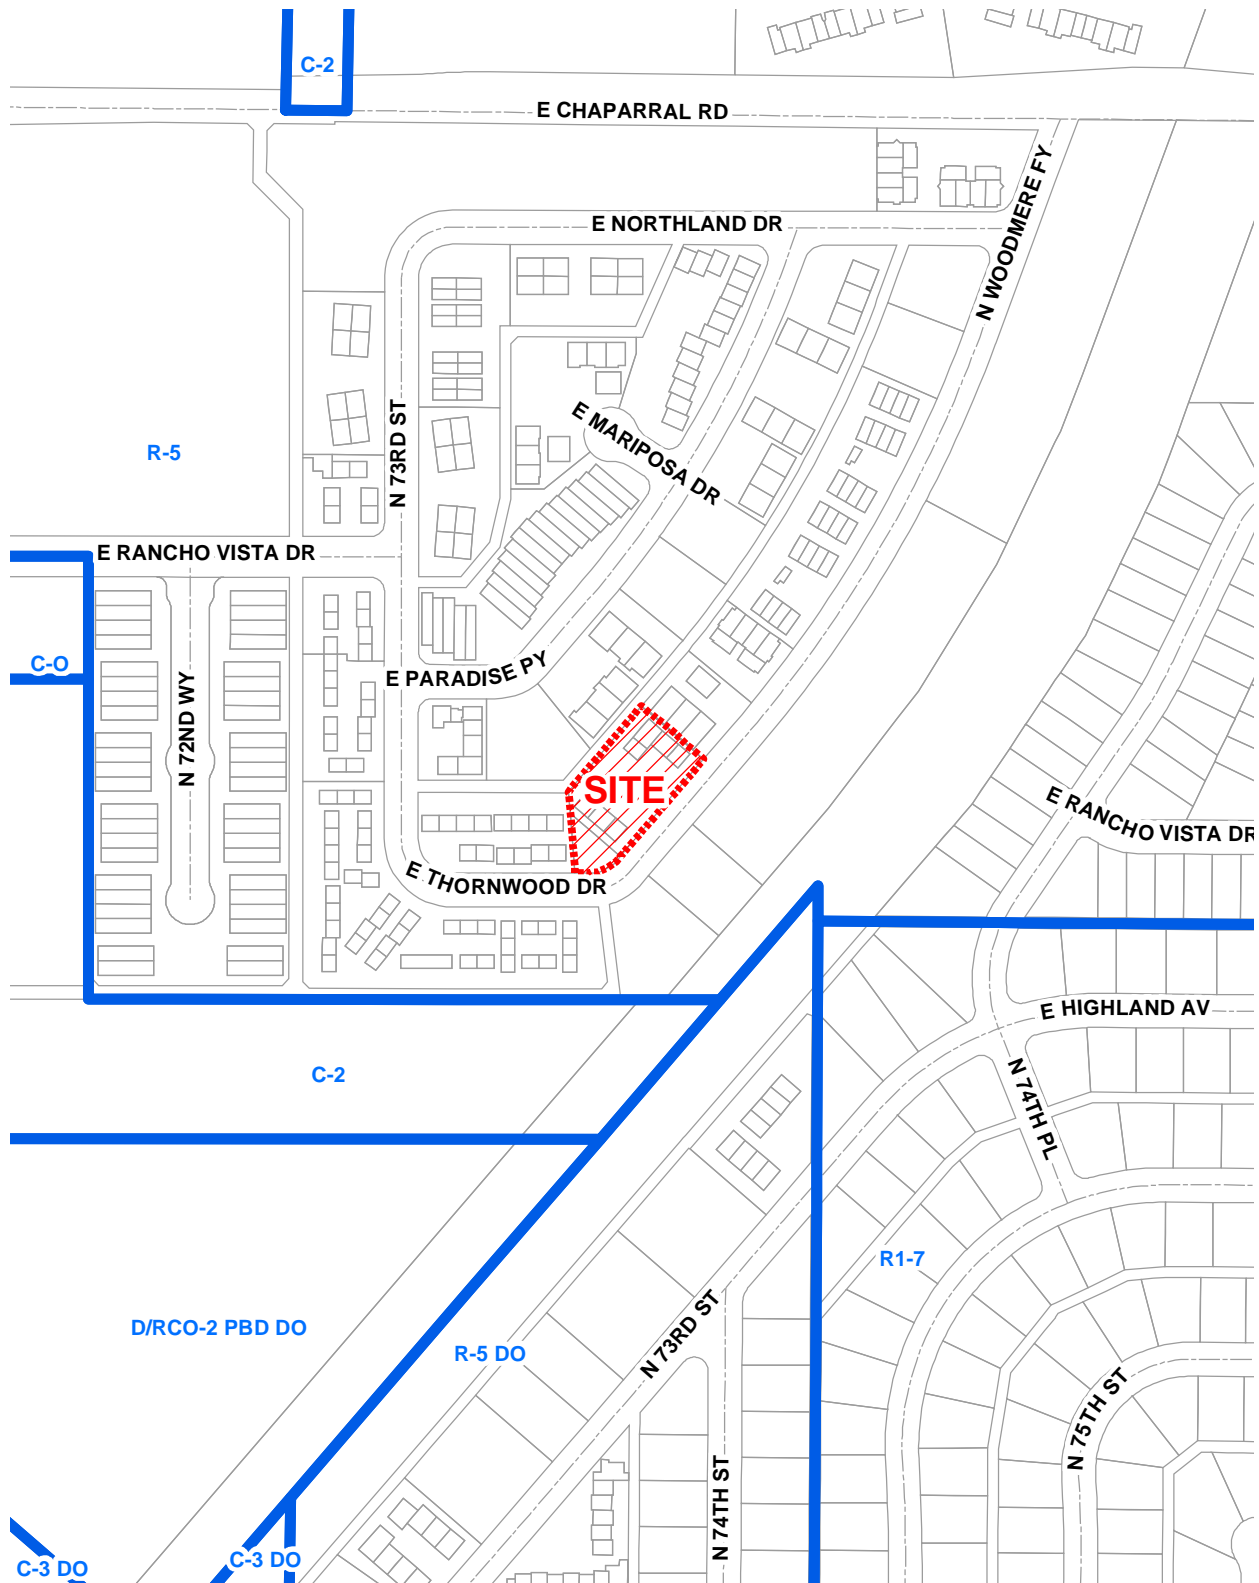 C-2
E CHAPARRAL RD
N WOODMERE FY
E NORTHLAND DR
N 73RD ST
E MARIPOSA DR
R-5
E RANCHO VISTA DR
C-O
E PARADISE PY
N 72ND WY
SITE
E RANCHO VISTA DR
E THORNWOOD DR
E HIGHLAND AV
C-2
N 74TH PL
R1-7
D/RCO-2 PBD DO
R-5 DO
N 73RD ST
N 75TH ST
N 74TH ST
C-3 DO
C-3 DO